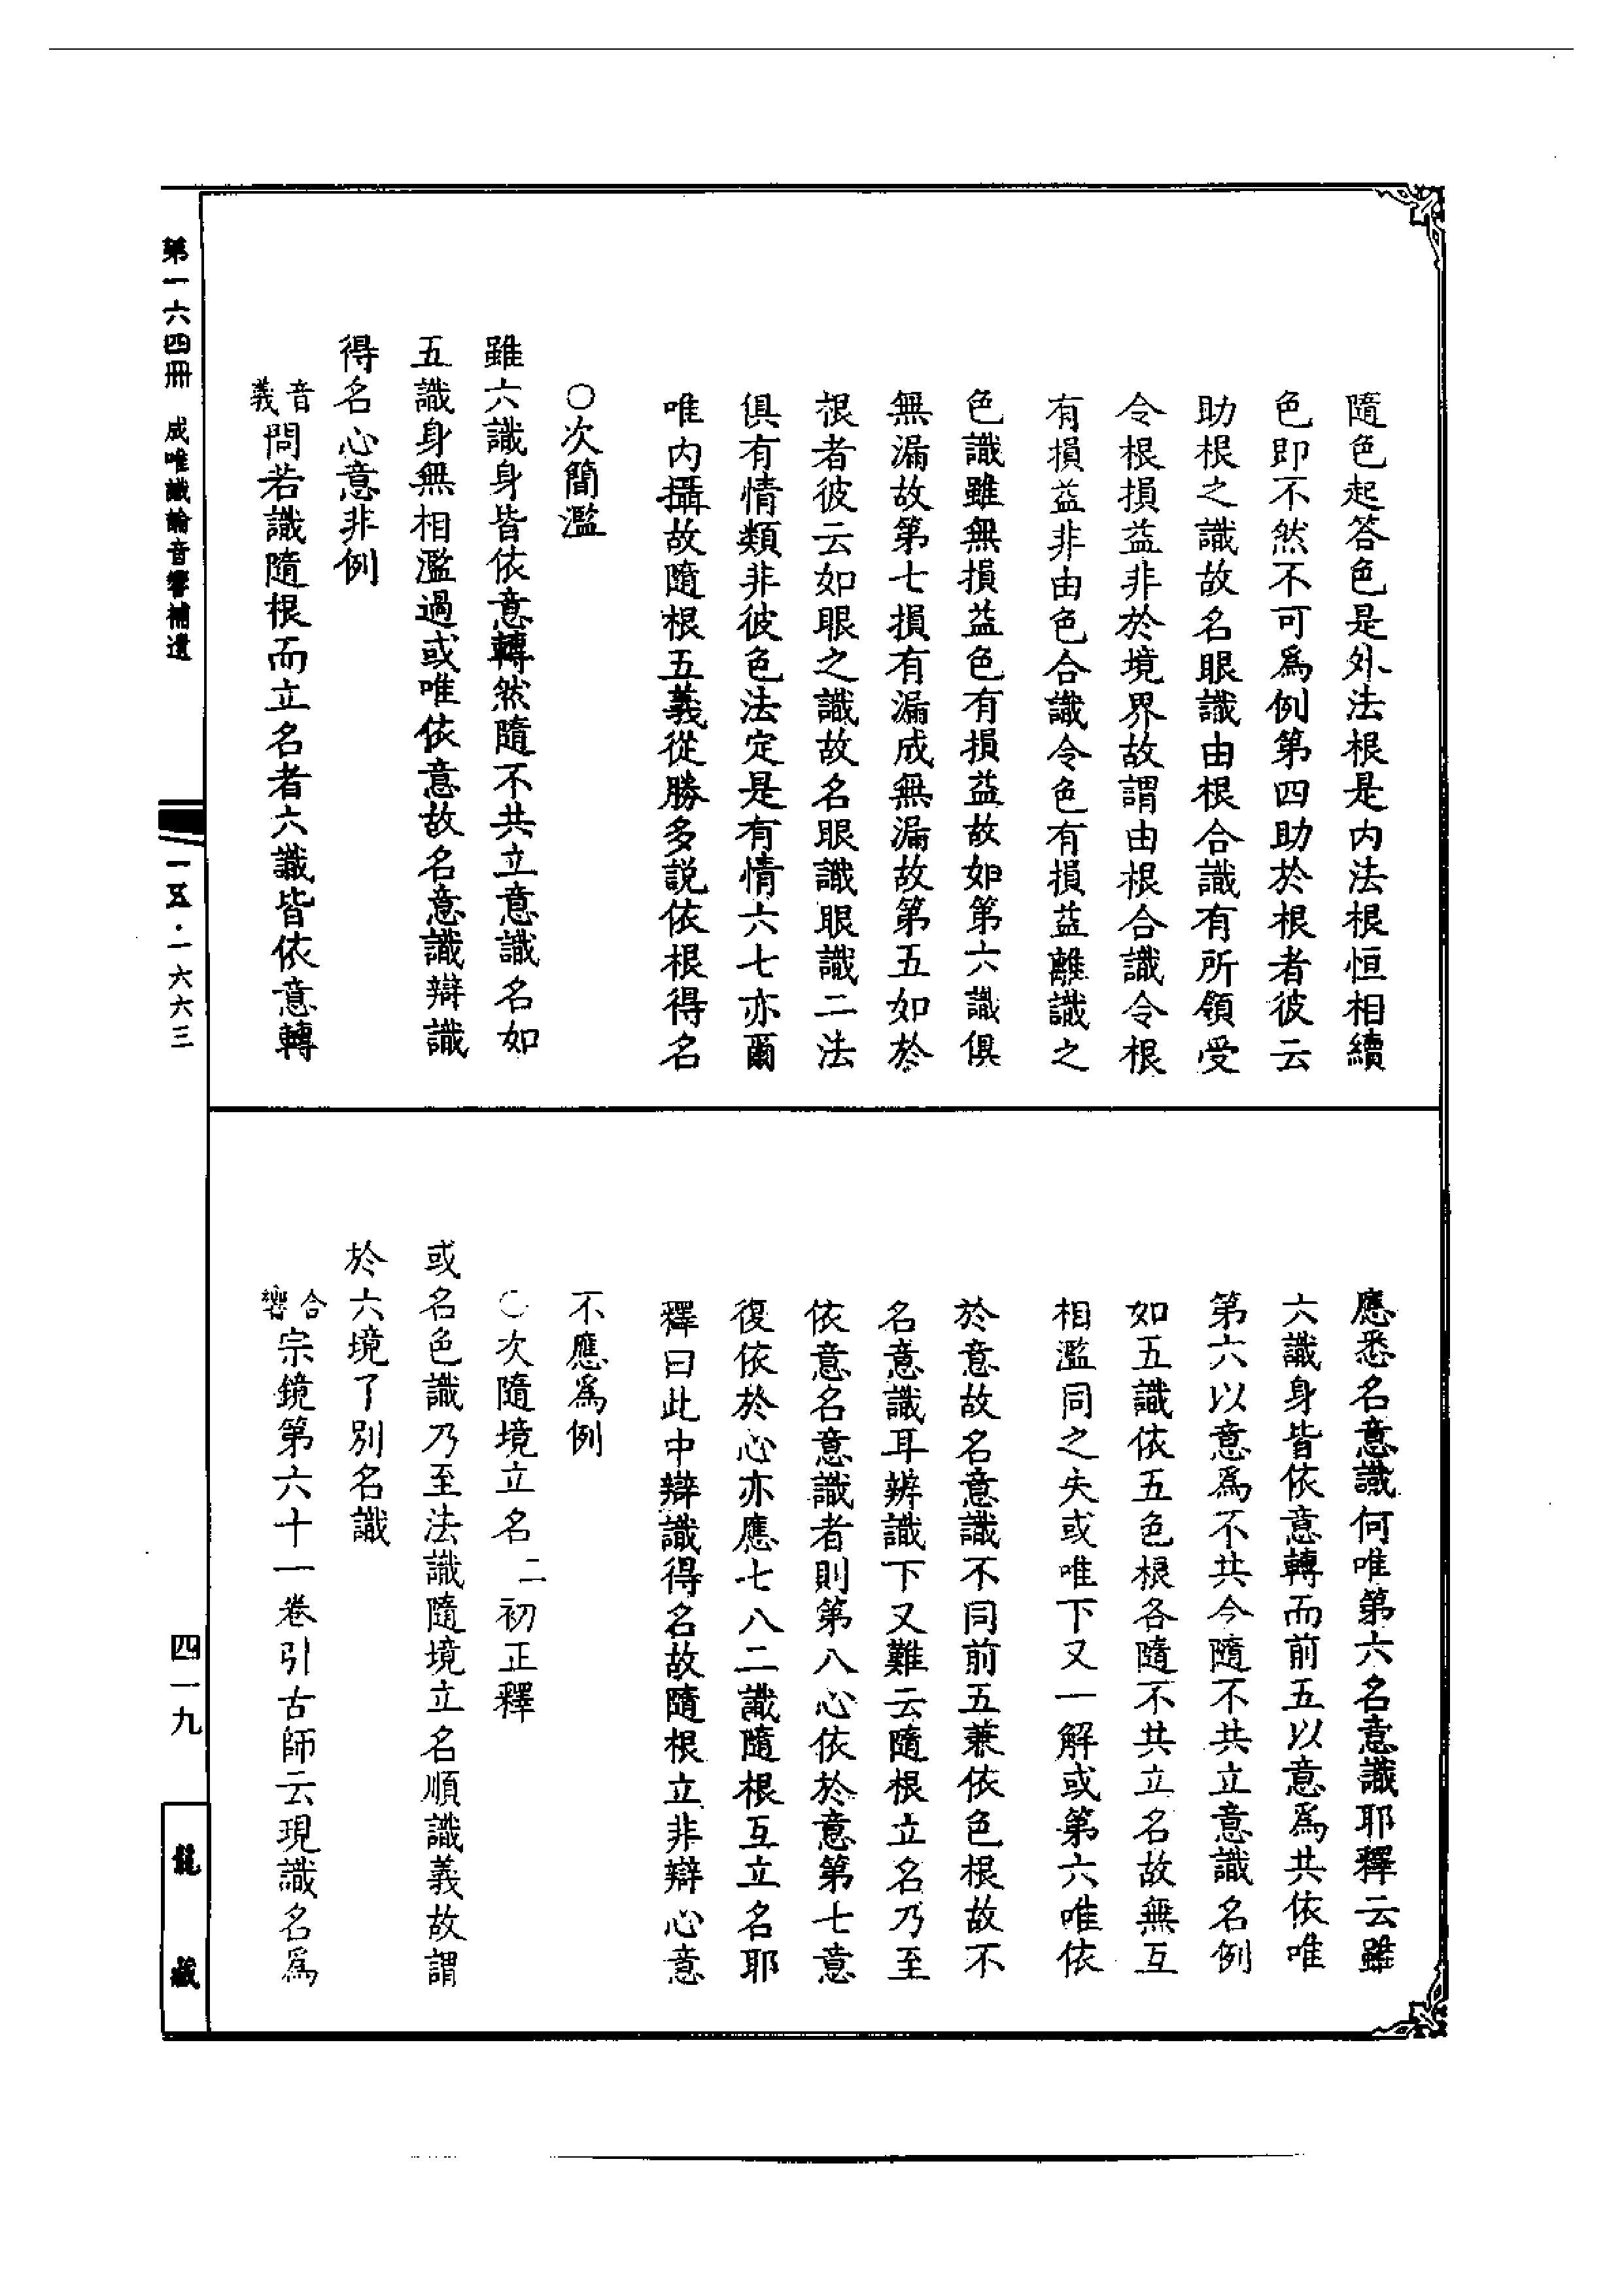 隨色起答色是外法根是内法根恒相續
色即不然不可爲例第四助於根者彼云
助根之識故名眼識由根合識有所領受
令根損益非於境界故謂由根合識令根
有損益非由色合識令色有損益離識之
色識雖無損益色有損益故如第六識俱
無漏故第七損有漏成無漏故第五如於
根者彼云如眼之識故名眼識眼識二法
俱有情類非彼色法定是有情六七亦爾
唯内攝故隨根五義從勝多説依根得名
○次簡濫
雖六識身皆依意轉然隨不共立意識名如
五識身無相濫過或唯依意故名意識辯識
得名心意非例
音義問若識隨根而立名者六識皆依意轉
應悉名意識何唯第六名意識耶釋云雖
六識身皆依意轉而前五以意爲共依唯
第六以意爲不共今隨不共立意識名例
如五識依五色根各隨不共立名故無互
相濫同之失或唯下又一解或第六唯依
於意故名意識不同前五兼依色根故不
名意識耳辨識下又難云隨根立名乃至
依意名意識者則第八心依於意第七意
復依於心亦應七八二識隨根互立名耶
釋曰此中辯識得名故隨根立非辯心意
不應爲例
○次隨境立名二初正釋
或名色識乃至法識隨境立名順識義故謂
於六境了別名識
合響宗鏡第六十一卷引古師云現識名爲
第一六四冊 成唯識論音響補遺
一五·一六六三
四一九
龍藏